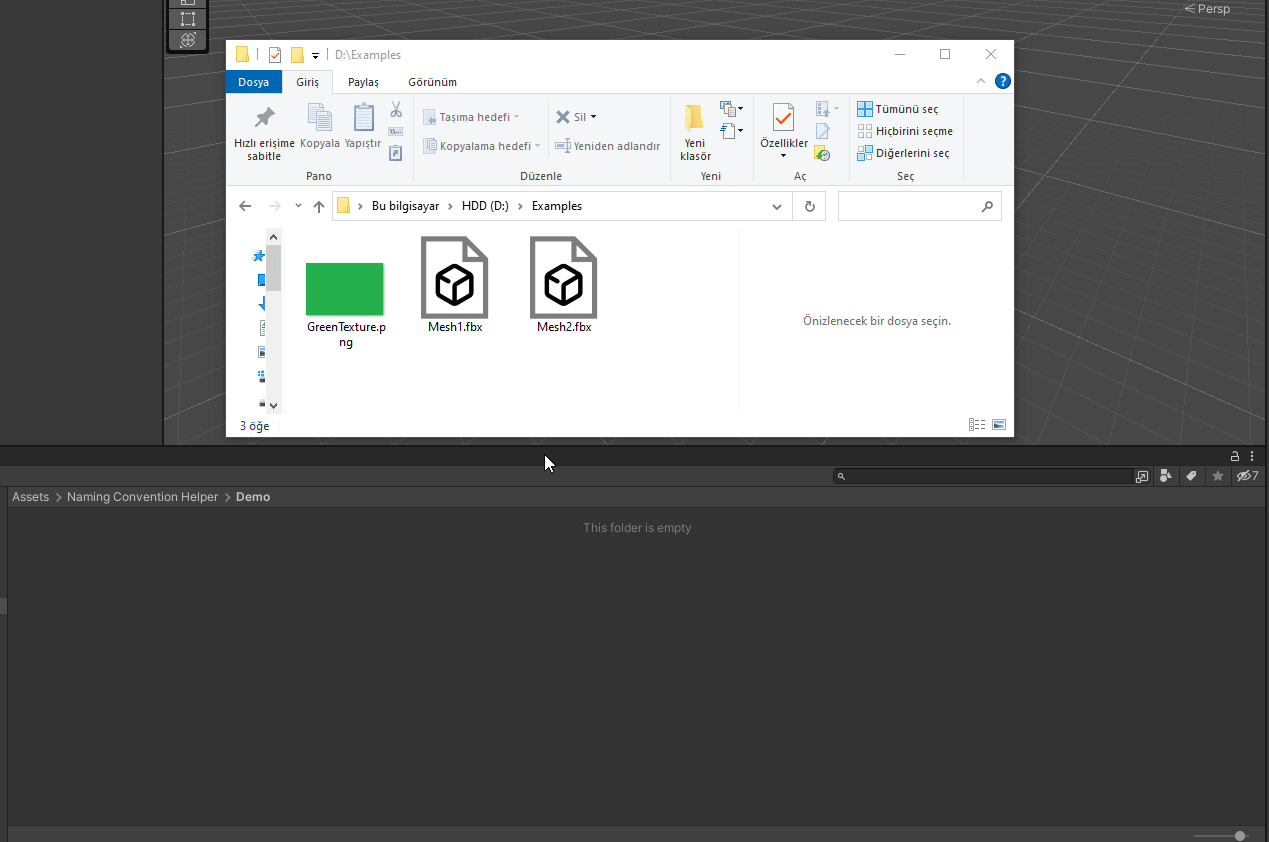 Persp
D:\Examples
Dosya Giriş Paylaş Görünüm
Hızlı erişime
sabitle
Kopyala
Yapıştır
Pano
Taşıma hedefi
Kopyalama hedefi
Sil
Yeniden adlandır
Düzenle
Yeni
klasör
Yeni
Özellikler
Aç
Tümünü seç
Hiçbirini seçme
Diğerlerini seç
Seç
Bu bilgisayar > HDD (D:) > Examples
GreenTexture.p
ng
Mesh1.fbx
Mesh2.fbx
Önizlenecek bir dosya seçin.
3 öğe
7
Assets > Naming Convention Helper > Demo
This folder is empty